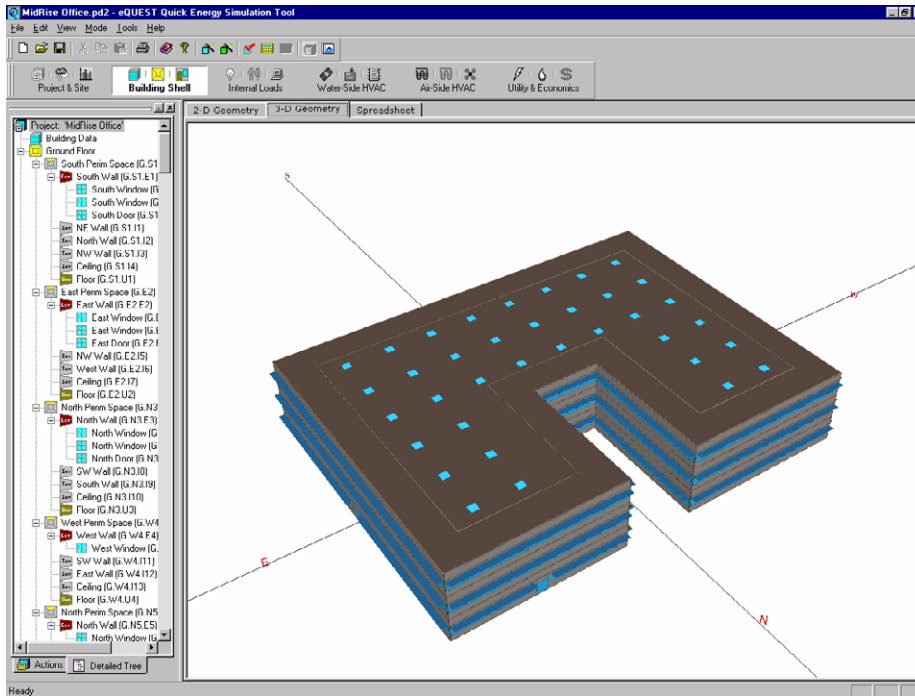 MidRise Office.pd2 - eQUEST Quick Energy Simulation Tool
File Edit View Mode Tools Help
Project & Site Building Shell Internal Loads Water-Side HVAC Air-Side HVAC Utility & Economics
2-D Geometry 3-D Geometry Spreadsheet
Project: 'MidRise Office'
Building Data
Ground Floor
South Perim Space (G.S1
South Wall (G.S1.E1)
South Window (G
South Window (G
South Door (G.S1
NE Wall (G.S1.I1)
North Wall (G.S1.I2)
NW Wall (G.S1.I3)
Ceiling (G.S1.I4)
Floor (G.S1.U1)
East Perim Space (G.E2
East Wall (G.E2.E2)
East Window (G.E
East Window (G.E
East Door (G.E2.E
NW Wall (G.E2.I5)
West Wall (G.E2.I6)
Ceiling (G.E2.I7)
Floor (G.E2.U2)
North Perim Space (G.N3
North Wall (G.N3.E3)
North Window (G
North Window (G
North Door (G.N3
SW Wall (G.N3.I8)
South Wall (G.N3.I9)
Ceiling (G.N3.I10)
Floor (G.N3.U3)
West Perim Space (G.W4
West Wall (G.W4.E4)
West Window (G.
SW Wall (G.W4.I11)
East Wall (G.W4.I12)
Ceiling (G.W4.I13)
Floor (G.W4.U4)
North Perim Space (G.N5
North Wall (G.N5.E5)
North Window (G
Actions Detailed Tree
S
W
E
N
Ready